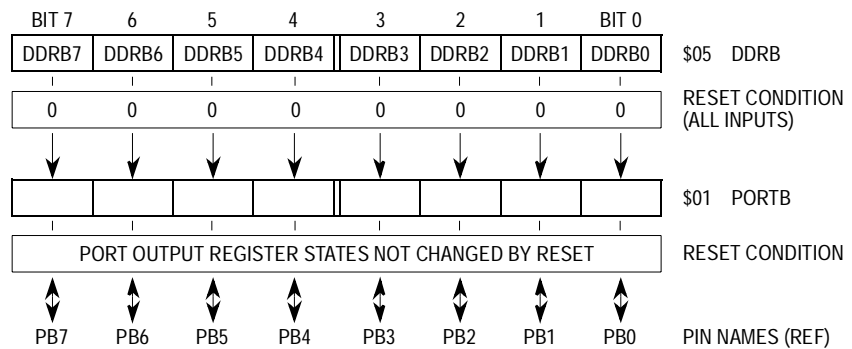 BIT 7 6 5 4 3 2 1 BIT 0
DDRB7 DDRB6 DDRB5 DDRB4 DDRB3 DDRB2 DDRB1 DDRB0 $05 DDRB
0 0 0 0 0 0 0 0 RESET CONDITION
(ALL INPUTS)
$01 PORTB
PORT OUTPUT REGISTER STATES NOT CHANGED BY RESET RESET CONDITION
PB7 PB6 PB5 PB4 PB3 PB2 PB1 PB0 PIN NAMES (REF)